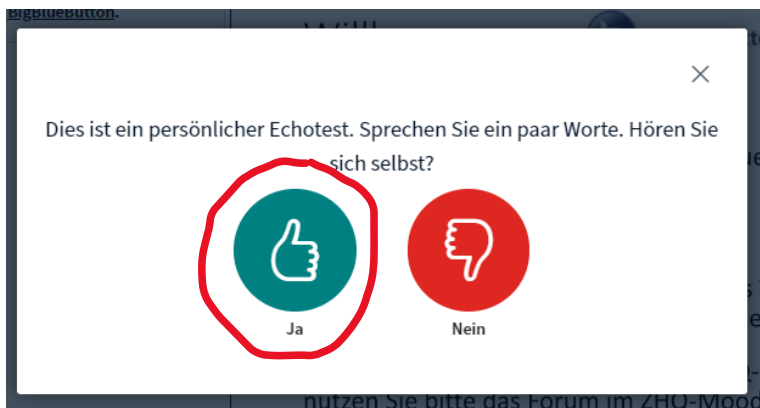 BigBlueButton.
Dies ist ein persönlicher Echotest. Sprechen Sie ein paar Worte. Hören Sie
sich selbst?
Ja
Nein
nutzen Sie bitte das Forum im ZHQ-Mood